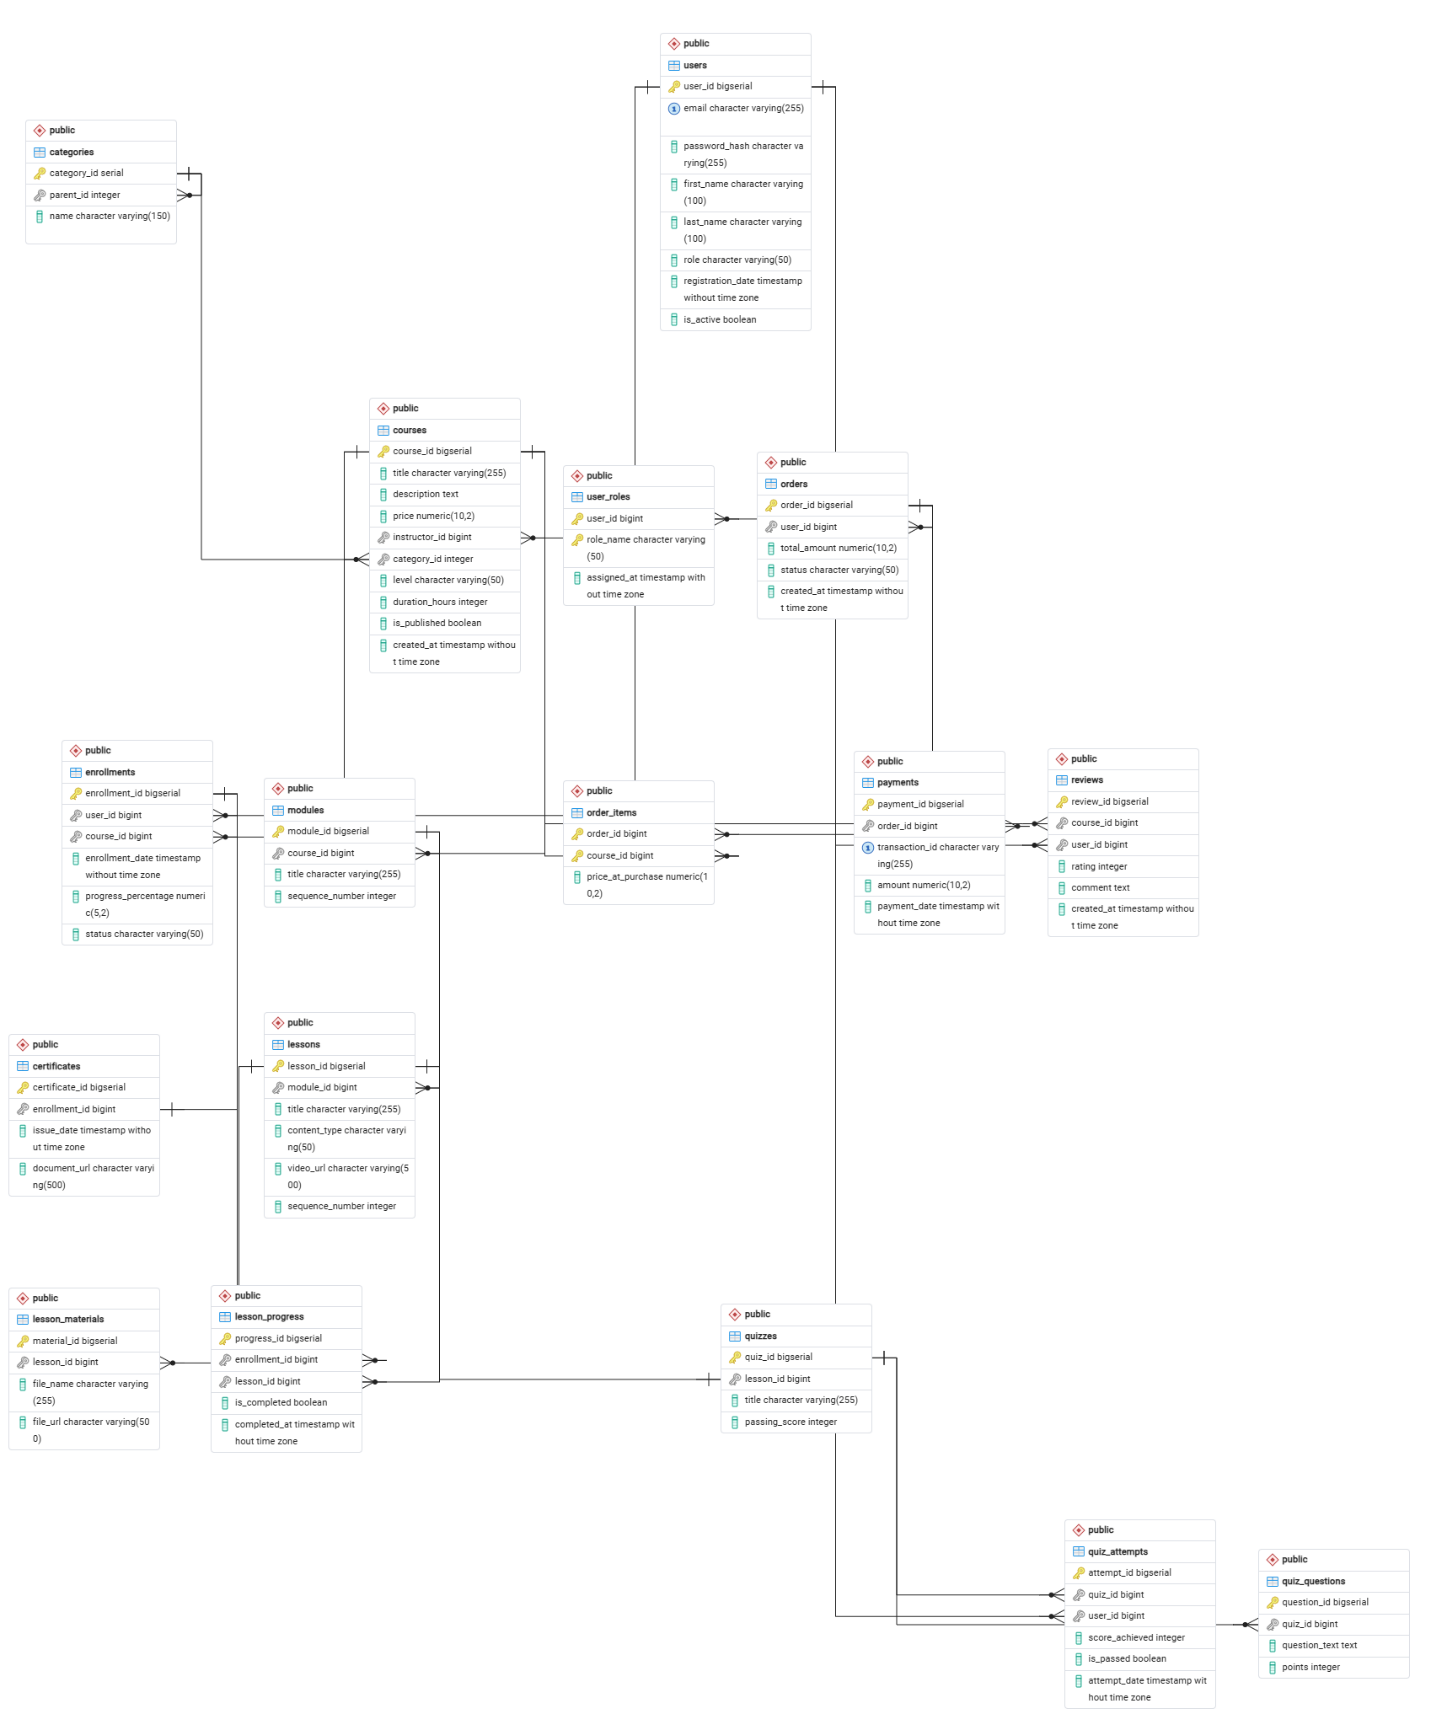 public
users
user_id bigserial
email character varying(255)
password_hash character va
rying(255)
first_name character varying
(100)
last_name character varying
(100)
role character varying(50)
registration_date timestamp
without time zone
is_active boolean
public
categories
category_id serial
parent_id integer
name character varying(150)
public
courses
course_id bigserial
title character varying(255)
description text
price numeric(10,2)
instructor_id bigint
category_id integer
level character varying(50)
duration_hours integer
is_published boolean
created_at timestamp withou
t time zone
public
user_roles
user_id bigint
role_name character varying
(50)
assigned_at timestamp with
out time zone
public
orders
order_id bigserial
user_id bigint
total_amount numeric(10,2)
status character varying(50)
created_at timestamp withou
t time zone
public
enrollments
enrollment_id bigserial
user_id bigint
course_id bigint
enrollment_date timestamp
without time zone
progress_percentage numeri
c(5,2)
status character varying(50)
public
modules
module_id bigserial
course_id bigint
title character varying(255)
sequence_number integer
public
order_items
order_id bigint
course_id bigint
price_at_purchase numeric(1
0,2)
public
payments
payment_id bigserial
order_id bigint
transaction_id character vary
ing(255)
amount numeric(10,2)
payment_date timestamp wit
hout time zone
public
reviews
review_id bigserial
course_id bigint
user_id bigint
rating integer
comment text
created_at timestamp withou
t time zone
public
certificates
certificate_id bigserial
enrollment_id bigint
issue_date timestamp witho
ut time zone
document_url character varyi
ng(500)
public
lessons
lesson_id bigserial
module_id bigint
title character varying(255)
content_type character varyi
ng(50)
video_url character varying(5
00)
sequence_number integer
public
lesson_materials
material_id bigserial
lesson_id bigint
file_name character varying
(255)
file_url character varying(50
0)
public
lesson_progress
progress_id bigserial
enrollment_id bigint
lesson_id bigint
is_completed boolean
completed_at timestamp wit
hout time zone
public
quizzes
quiz_id bigserial
lesson_id bigint
title character varying(255)
passing_score integer
public
quiz_attempts
attempt_id bigserial
quiz_id bigint
user_id bigint
score_achieved integer
is_passed boolean
attempt_date timestamp wit
hout time zone
public
quiz_questions
question_id bigserial
quiz_id bigint
question_text text
points integer